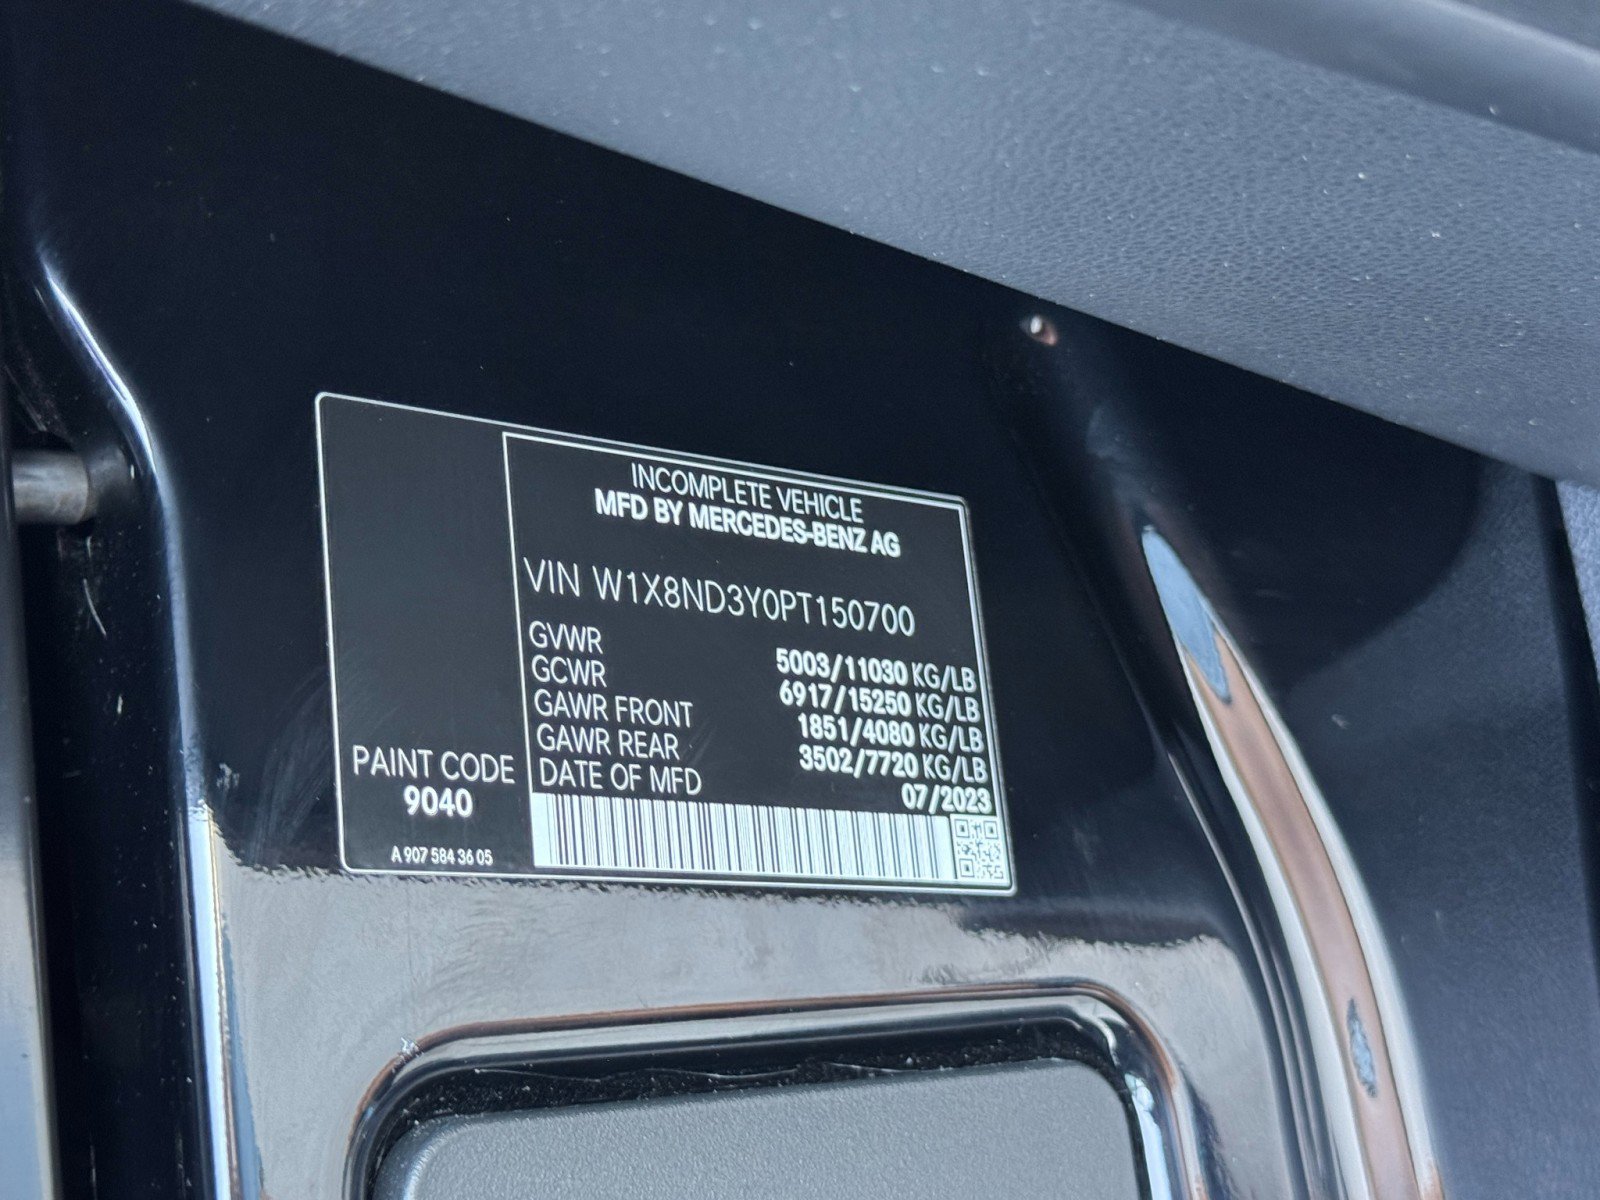 INCOMPLETE VEHICLE
MFD BY MERCEDES-BENZ AG
VIN W1X8ND3Y0PT150700
GVWR 5003/11030 KG/LB
GCWR 6917/15250 KG/LB
GAWR FRONT 1851/4080 KG/LB
GAWR REAR 3502/7720 KG/LB
DATE OF MFD 07/2023
PAINT CODE
9040
A 907 584 36 05